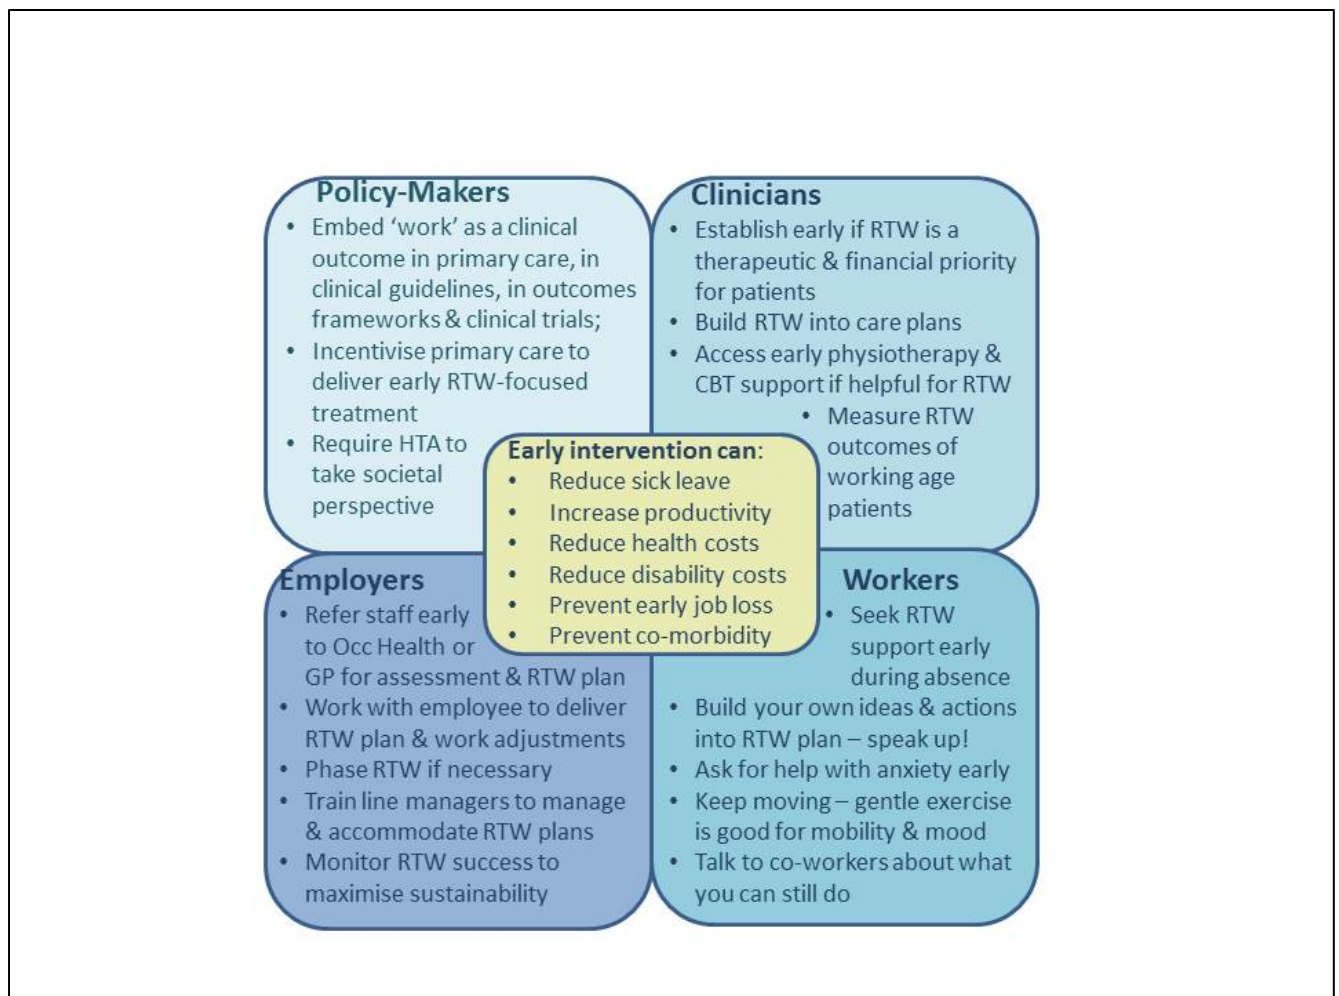 Policy-Makers
• Embed ‘work’ as a clinical
outcome in primary care, in
clinical guidelines, in outcomes
frameworks & clinical trials;
• Incentivise primary care to
deliver early RTW-focused
treatment
• Require HTA to
take societal
perspective
Clinicians
• Establish early if RTW is a
therapeutic & financial priority
for patients
• Build RTW into care plans
• Access early physiotherapy &
CBT support if helpful for RTW
• Measure RTW
outcomes of
working age
patients
Early intervention can:
• Reduce sick leave
• Increase productivity
• Reduce health costs
• Reduce disability costs
• Prevent early job loss
• Prevent co-morbidity
Employers
• Refer staff early
to Occ Health or
GP for assessment & RTW plan
• Work with employee to deliver
RTW plan & work adjustments
• Phase RTW if necessary
• Train line managers to manage
& accommodate RTW plans
• Monitor RTW success to
maximise sustainability
Workers
• Seek RTW
support early
during absence
• Build your own ideas & actions
into RTW plan – speak up!
• Ask for help with anxiety early
• Keep moving – gentle exercise
is good for mobility & mood
• Talk to co-workers about what
you can still do